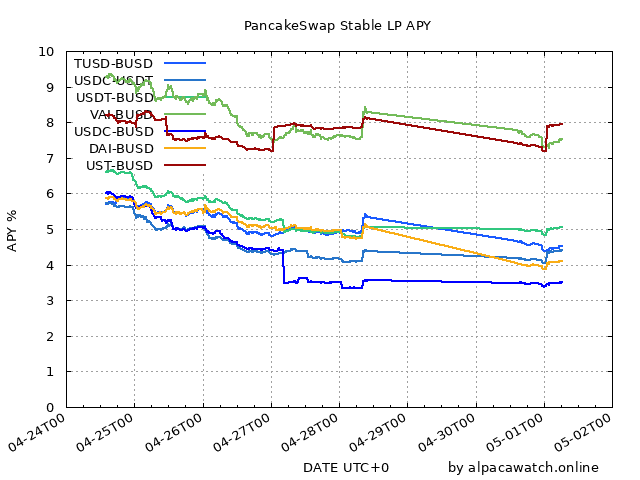 PancakeSwap Stable LP APY
TUSD-BUSD
USDC-USDT
USDT-BUSD
VAI-BUSD
USDC-BUSD
DAI-BUSD
UST-BUSD
APY %
10
9
8
7
6
5
4
3
2
1
0
04-24T00
04-25T00
04-26T00
04-27T00
04-28T00
04-29T00
04-30T00
05-01T00
05-02T00
DATE UTC+0
by alpacawatch.online